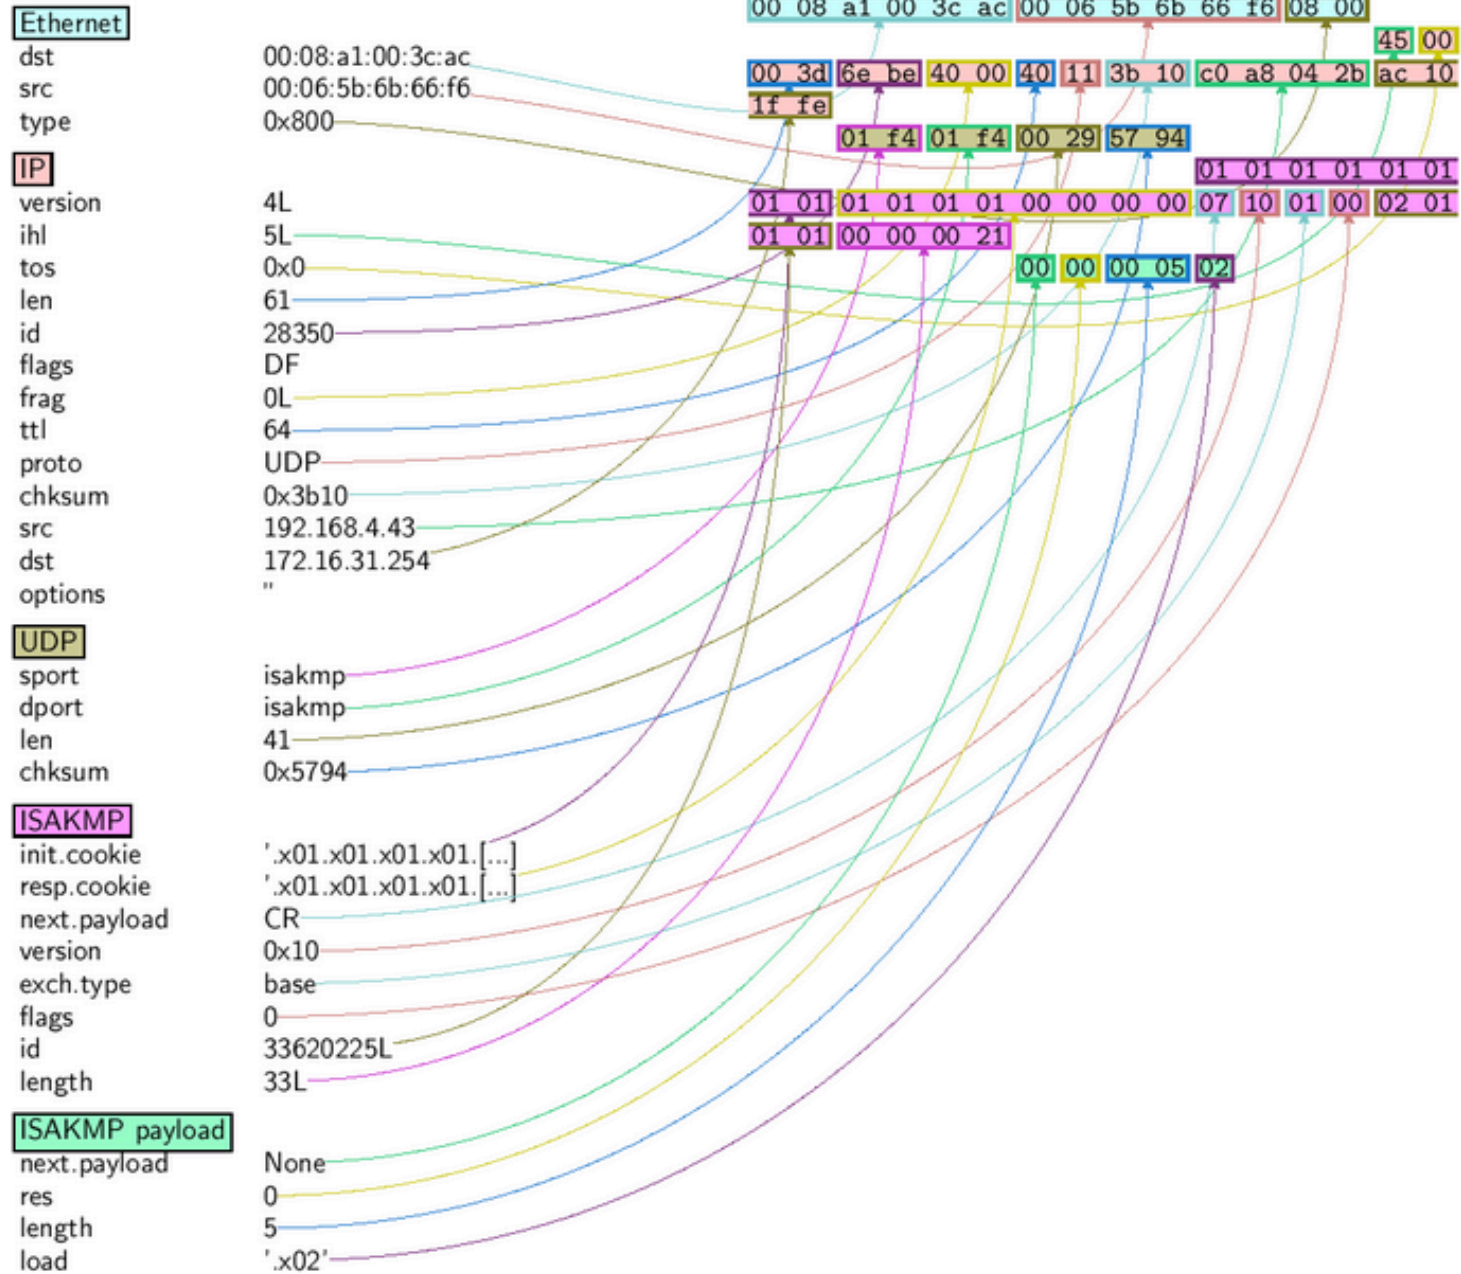 Ethernet
dst 00:08:a1:00:3c:ac
src 00:06:5b:6b:66:f6
type 0x800
IP
version 4L
ihl 5L
tos 0x0
len 61
id 28350
flags DF
frag 0L
ttl 64
proto UDP
chksum 0x3b10
src 192.168.4.43
dst 172.16.31.254
options ''
UDP
sport isakmp
dport isakmp
len 41
chksum 0x5794
ISAKMP
init.cookie '.x01.x01.x01.x01.[...]
resp.cookie '.x01.x01.x01.x01.[...]
next.payload CR
version 0x10
exch.type base
flags 0
id 33620225L
length 33L
ISAKMP payload
next.payload None
res 0
length 5
load '.x02'
00 08 a1 00 3c ac 00 06 5b 6b 66 f6 08 00
45 00
00 3d 6e be 40 00 40 11 3b 10 c0 a8 04 2b ac 10
1f fe
01 f4 01 f4 00 29 57 94
01 01 01 01 01 01
01 01 01 01 01 01 00 00 00 00 07 10 01 00 02 01
01 01 00 00 00 21
00 00 00 05 02